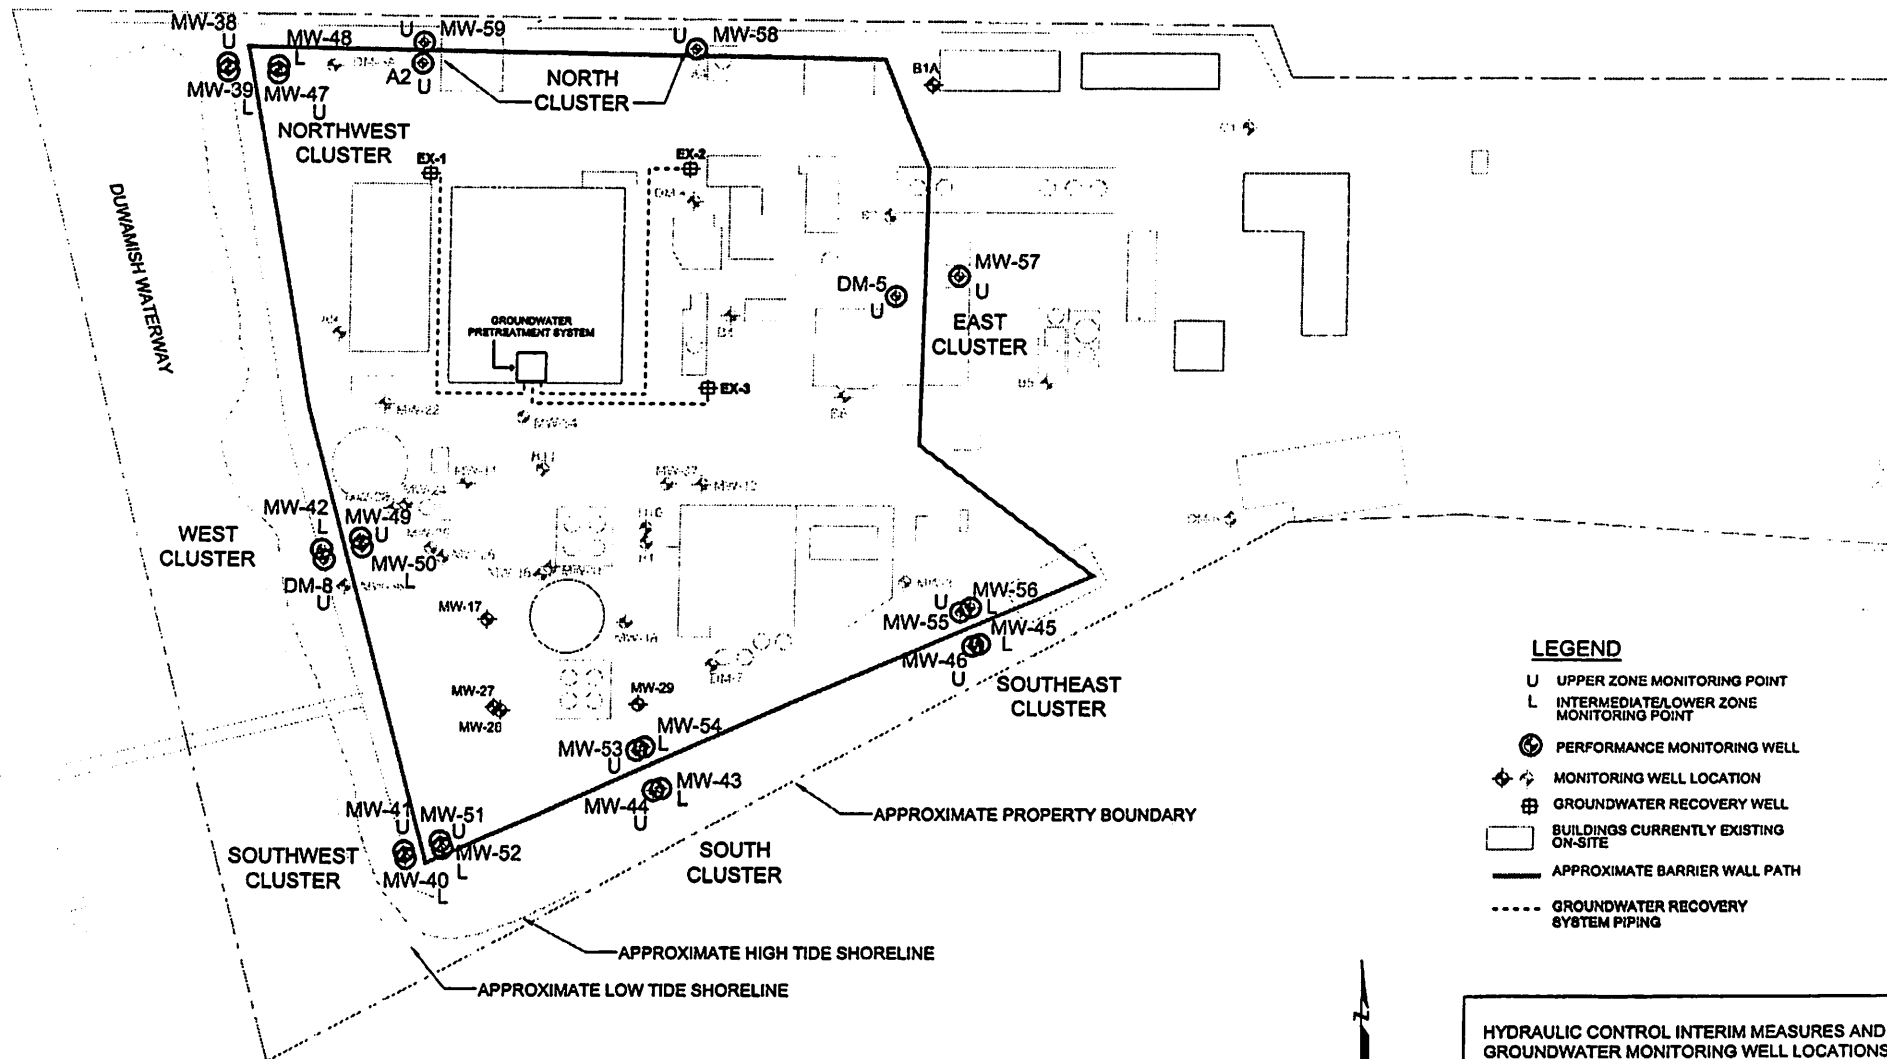 MW-38
U
MW-48
L
U
MW-59
U
MW-58
MW-39
L
MW-47
U
A2
U
NORTH
CLUSTER
B1A
NORTHWEST
CLUSTER
EX-1
EX-2
DUWAMISH WATERWAY
DM-5
U
MW-57
U
EAST
CLUSTER
GROUNDWATER
PRETREATMENT SYSTEM
EX-3
MW-22
MW-42
L
MW-49
U
MW-50
L
WEST
CLUSTER
DM-8
U
MW-17
MW-56
L
U
MW-55
MW-45
L
MW-46
U
SOUTHEAST
CLUSTER
MW-27
MW-28
MW-29
DM-7
MW-53
U
MW-54
L
MW-43
L
MW-44
U
SOUTH
CLUSTER
MW-41
U
MW-51
U
MW-52
L
MW-40
L
SOUTHWEST
CLUSTER
APPROXIMATE PROPERTY BOUNDARY
APPROXIMATE HIGH TIDE SHORELINE
APPROXIMATE LOW TIDE SHORELINE
LEGEND
U UPPER ZONE MONITORING POINT
L INTERMEDIATE/LOWER ZONE
MONITORING POINT
PERFORMANCE MONITORING WELL
MONITORING WELL LOCATION
GROUNDWATER RECOVERY WELL
BUILDINGS CURRENTLY EXISTING
ON-SITE
APPROXIMATE BARRIER WALL PATH
GROUNDWATER RECOVERY
SYSTEM PIPING
Z
HYDRAULIC CONTROL INTERIM MEASURES AND
GROUNDWATER MONITORING WELL LOCATIONS